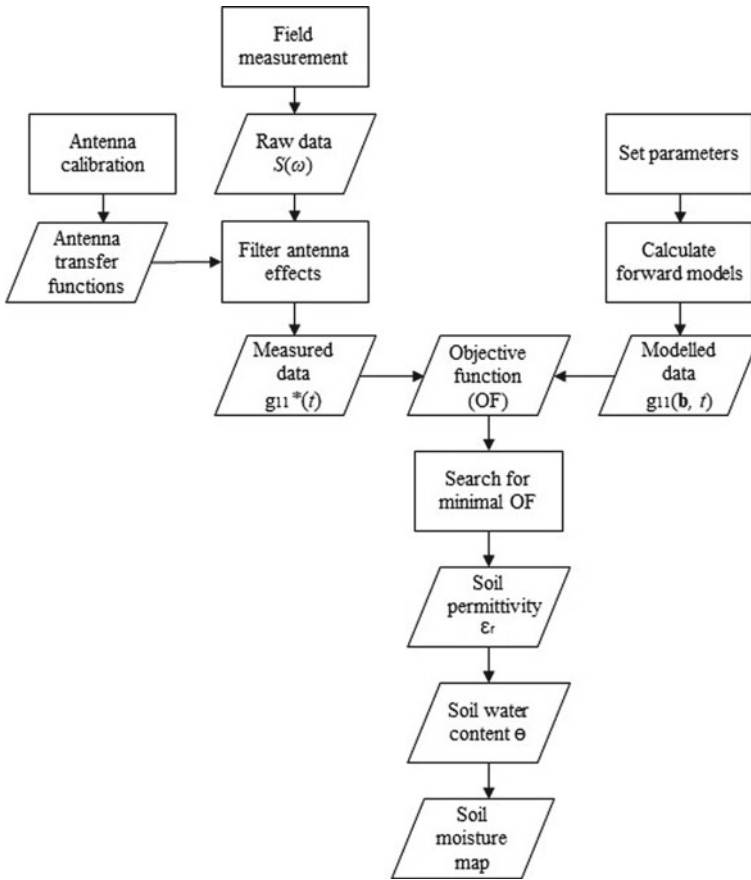 Field
measurement
Antenna
calibration
Raw data
S(ω)
Set parameters
Antenna
transfer
functions
Filter antenna
effects
Calculate
forward models
Measured
data
g11*(t)
Objective
function
(OF)
Modelled
data
g11(b, t)
Search for
minimal OF
Soil
permittivity
εr
Soil water
content ɵ
Soil
moisture
map